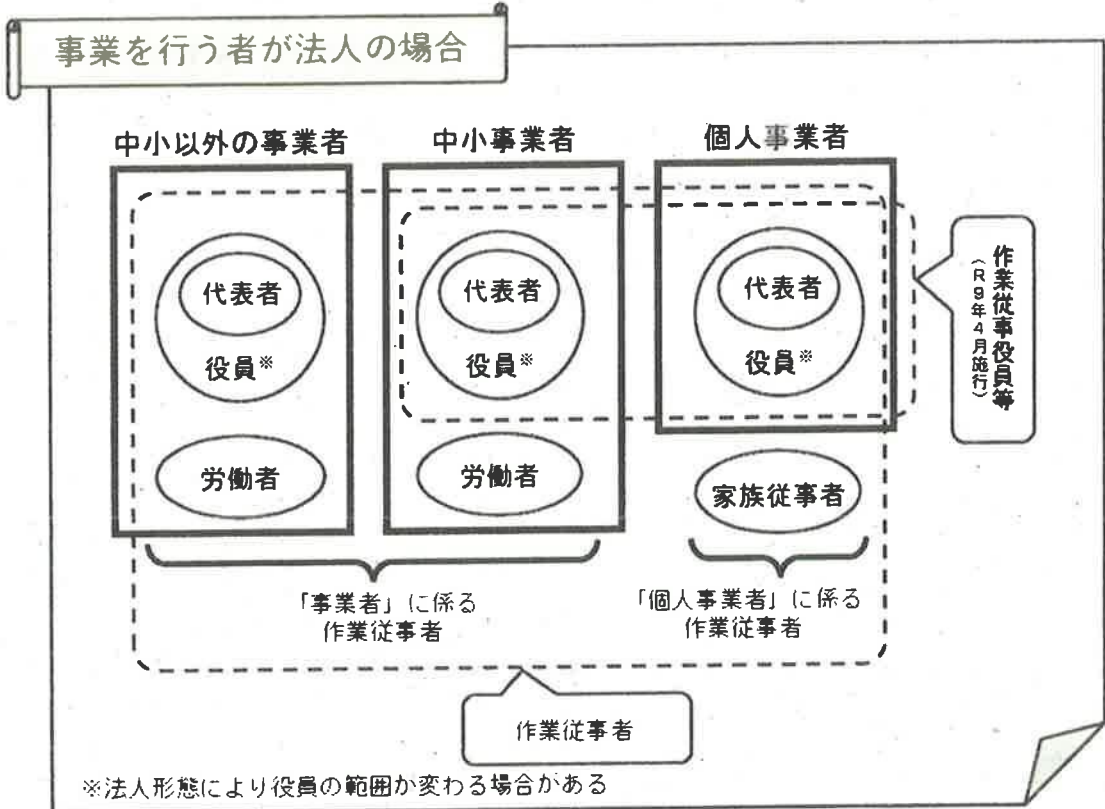 事業を行う者が法人の場合
中小以外の事業者
中小事業者
個人事業者
代表者
役員※
労働者
代表者
役員※
労働者
代表者
役員※
家族従事者
作業従事役員等
(R9年4月施行)
「事業者」に係る
作業従事者
「個人事業者」に係る
作業従事者
作業従事者
※法人形態により役員の範囲か変わる場合がある